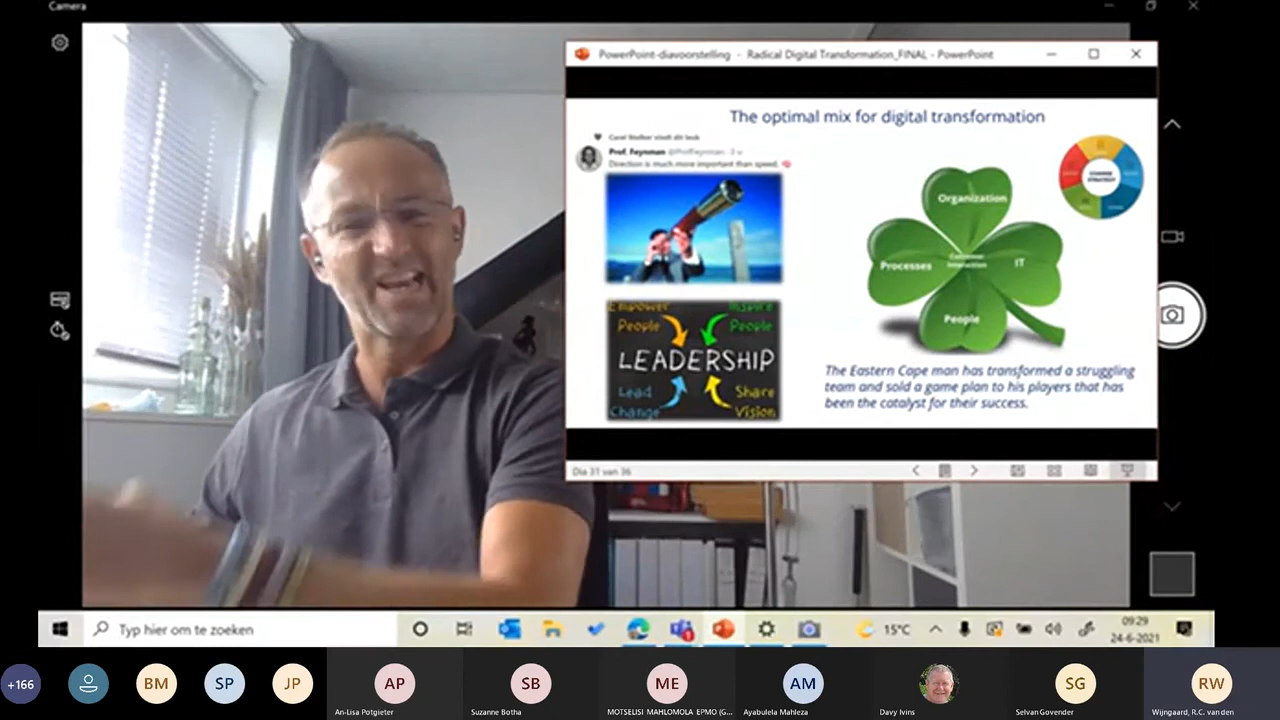 Camera
PowerPoint-diavoorstelling - Radical Digital Transformation_FINAL - PowerPoint
The optimal mix for digital transformation
Prof. Feynman @ProfFeynman
Direction is much more important than speed.
Organization
Processes
Customer
Interaction
IT
People
CHANGE
STRATEGY
Empower
People
Inspire
People
LEADERSHIP
Lead
Change
Share
Vision
The Eastern Cape man has transformed a struggling
team and sold a game plan to his players that has
been the catalyst for their success.
Dia 31 van 36
Typ hier om te zoeken
15°C
09:29
24-6-2021
+166
BM
SP
JP
AP
An-Lisa Potgieter
SB
Suzanne Botha
ME
MOTSELISI MAHLOMOLA EPMO (G...
AM
Ayabulela Mahleza
Davy Ivins
SG
Selvan Govender
RW
Wijngaard, R.C. van den